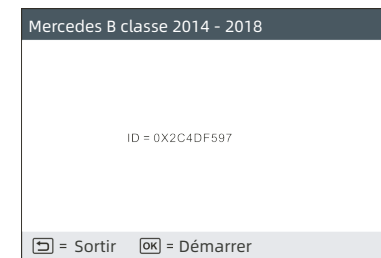 Mercedes B classe 2014 - 2018
ID = 0X2C4DF597
= Sortir OK = Démarrer